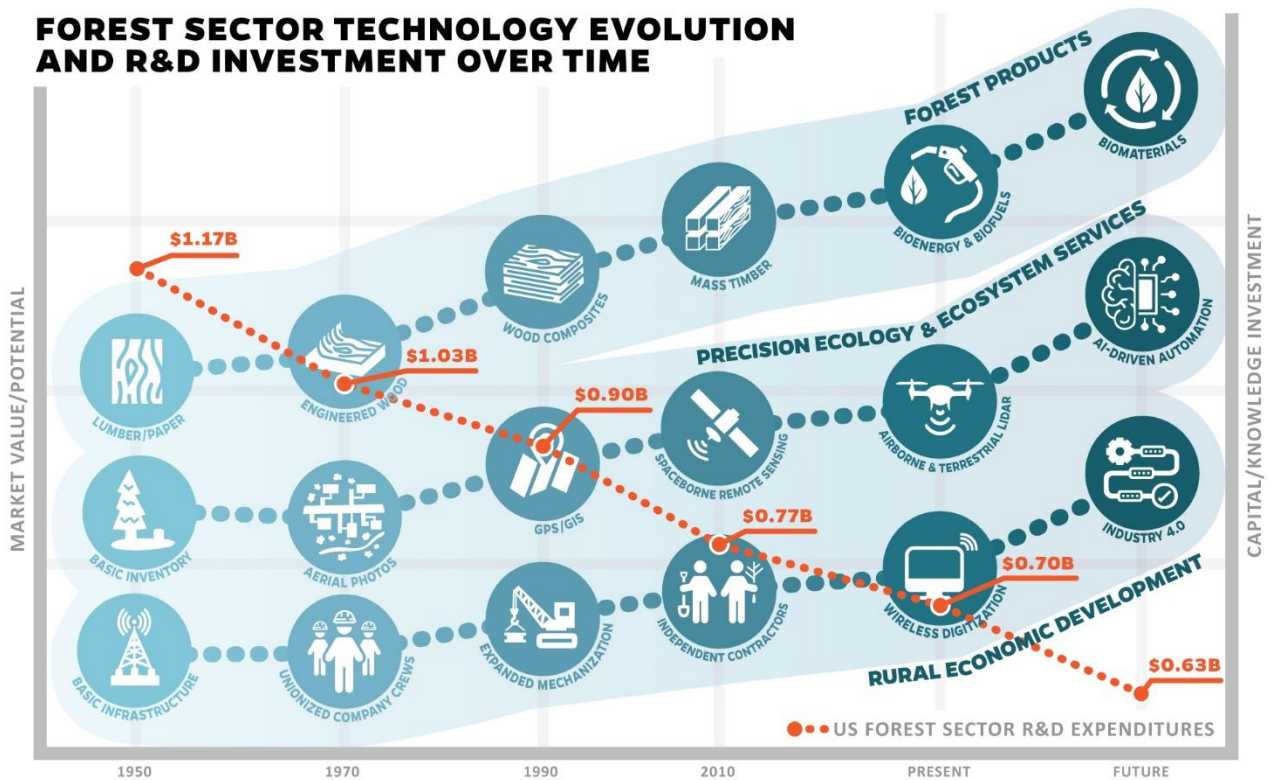 FOREST SECTOR TECHNOLOGY EVOLUTION
AND R&D INVESTMENT OVER TIME
FOREST PRODUCTS
BIOMATERIALS
BIOENERGY & BIOFUELS
MASS TIMBER
WOOD COMPOSITES
ENGINEERED WOOD
LUMBER/PAPER
PRECISION ECOLOGY & ECOSYSTEM SERVICES
AI-DRIVEN AUTOMATION
AIRBORNE & TERRESTRIAL LIDAR
SPACEBORNE REMOTE SENSING
GPS/GIS
AERIAL PHOTOS
BASIC INVENTORY
INDUSTRY 4.0
WIRELESS DIGITIZATION
INDEPENDENT CONTRACTORS
EXPANDED MECHANIZATION
UNIONIZED COMPANY CREWS
BASIC INFRASTRUCTURE
RURAL ECONOMIC DEVELOPMENT
$1.17B
$1.03B
$0.90B
$0.77B
$0.70B
$0.63B
US FOREST SECTOR R&D EXPENDITURES
MARKET VALUE/POTENTIAL
CAPITAL/KNOWLEDGE INVESTMENT
1950
1970
1990
2010
PRESENT
FUTURE